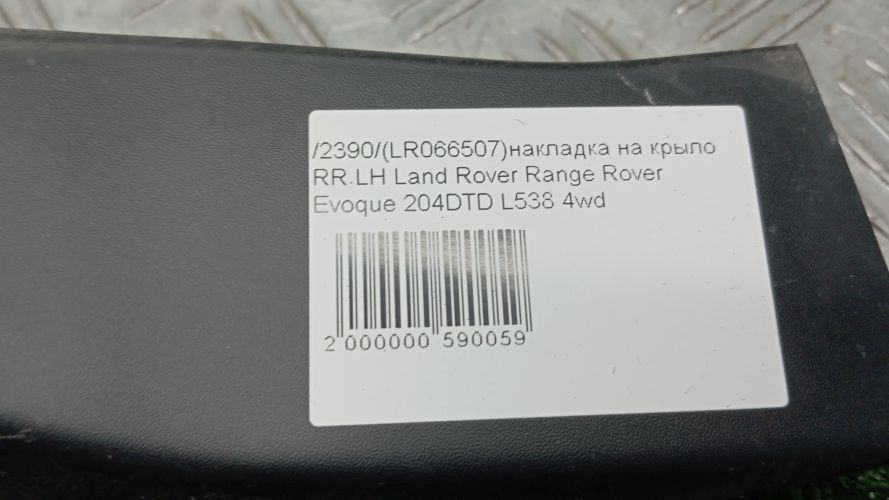 /2390/(LR066507)накладка на крыло
RR.LH Land Rover Range Rover
Evoque 204DTD L538 4wd
2 000000 590059